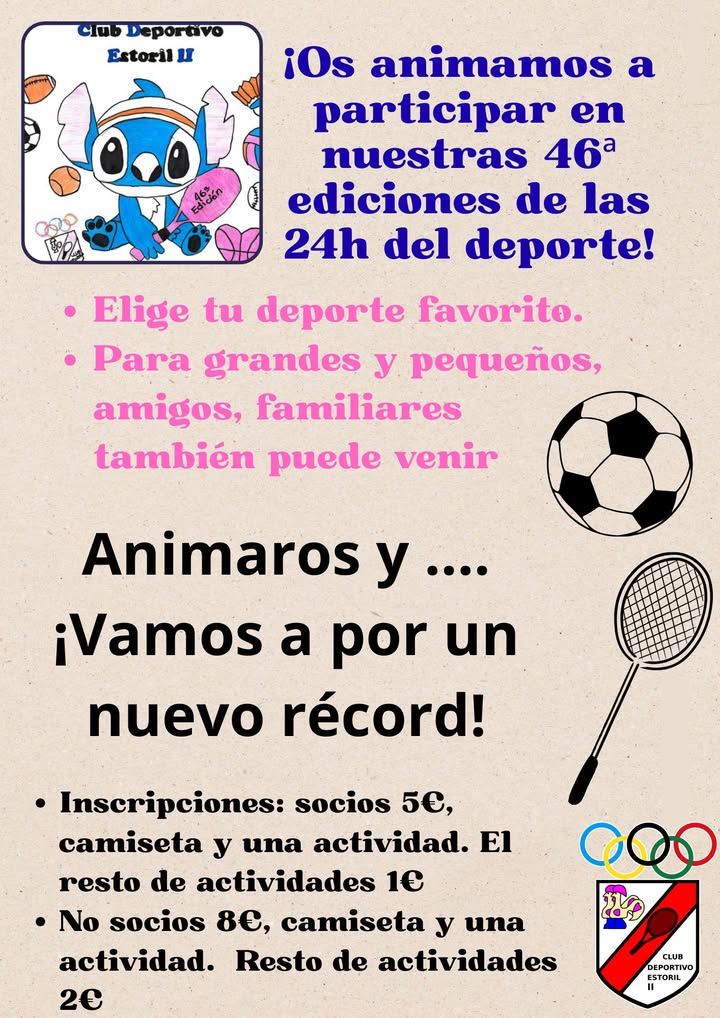 Club Deportivo
Estoril II
46ª
Edición
¡Os animamos a
participar en
nuestras 46ª
ediciones de las
24h del deporte!
• Elige tu deporte favorito.
• Para grandes y pequeños,
amigos, familiares
también puede venir
Animaros y ....
¡Vamos a por un
nuevo récord!
• Inscripciones: socios 5€,
camiseta y una actividad. El
resto de actividades 1€
• No socios 8€, camiseta y una
actividad. Resto de actividades
2€
CLUB
DEPORTIVO
ESTORIL
II